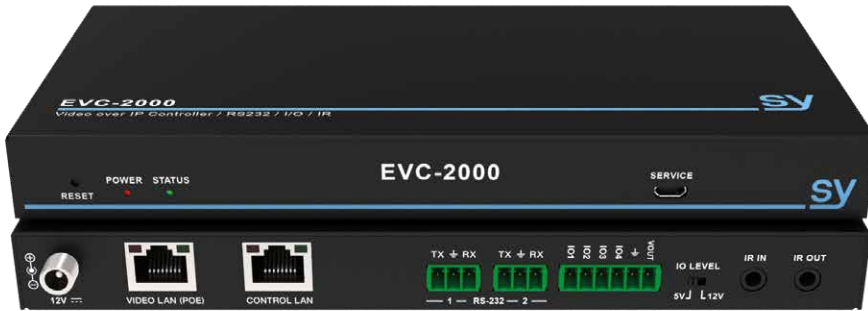 EVC-2000
Video over IP Controller / RS232 / I/O / IR
sy
RESET
POWER STATUS
EVC-2000
SERVICE
sy
12V
VIDEO LAN (POE)
CONTROL LAN
TX RX
TX RX
1 RS-232 2
IO1 IO2 IO3 IO4 VOUT
IO LEVEL
5V 12V
IR IN
IR OUT